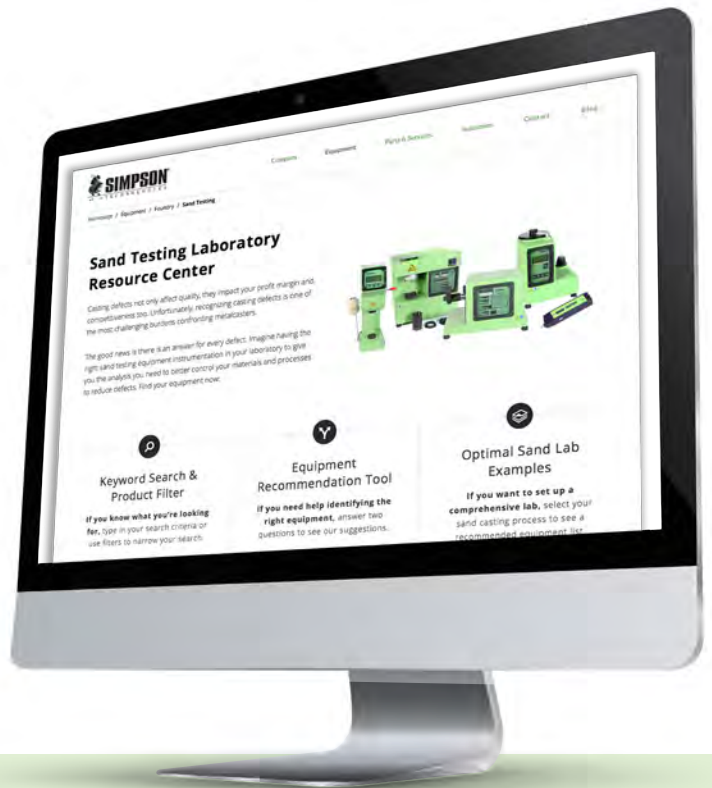 SIMPSON
TECHNOLOGIES
Company
Equipment
Parts & Services
Contact
Blog
/ Equipment / Foundry / Sand Testing
Sand Testing Laboratory
Resource Center
Casting defects not only affect quality, they impact your profit margin and
competitiveness too. Unfortunately, recognizing casting defects is one of
the most challenging burdens confronting metalcasters.
The good news is there is an answer for every defect. Imagine having the
right sand testing equipment instrumentation in your laboratory to give
you the analysis you need to better control your materials and processes
to reduce defects. Find your equipment now.
Keyword Search &
Product Filter
If you know what you're looking
for, type in your search criteria or
use filters to narrow your search.
Equipment
Recommendation Tool
If you need help identifying the
right equipment, answer two
questions to see our suggestions.
Optimal Sand Lab
Examples
If you want to set up a
comprehensive lab, select your
sand casting process to see a
recommended equipment list